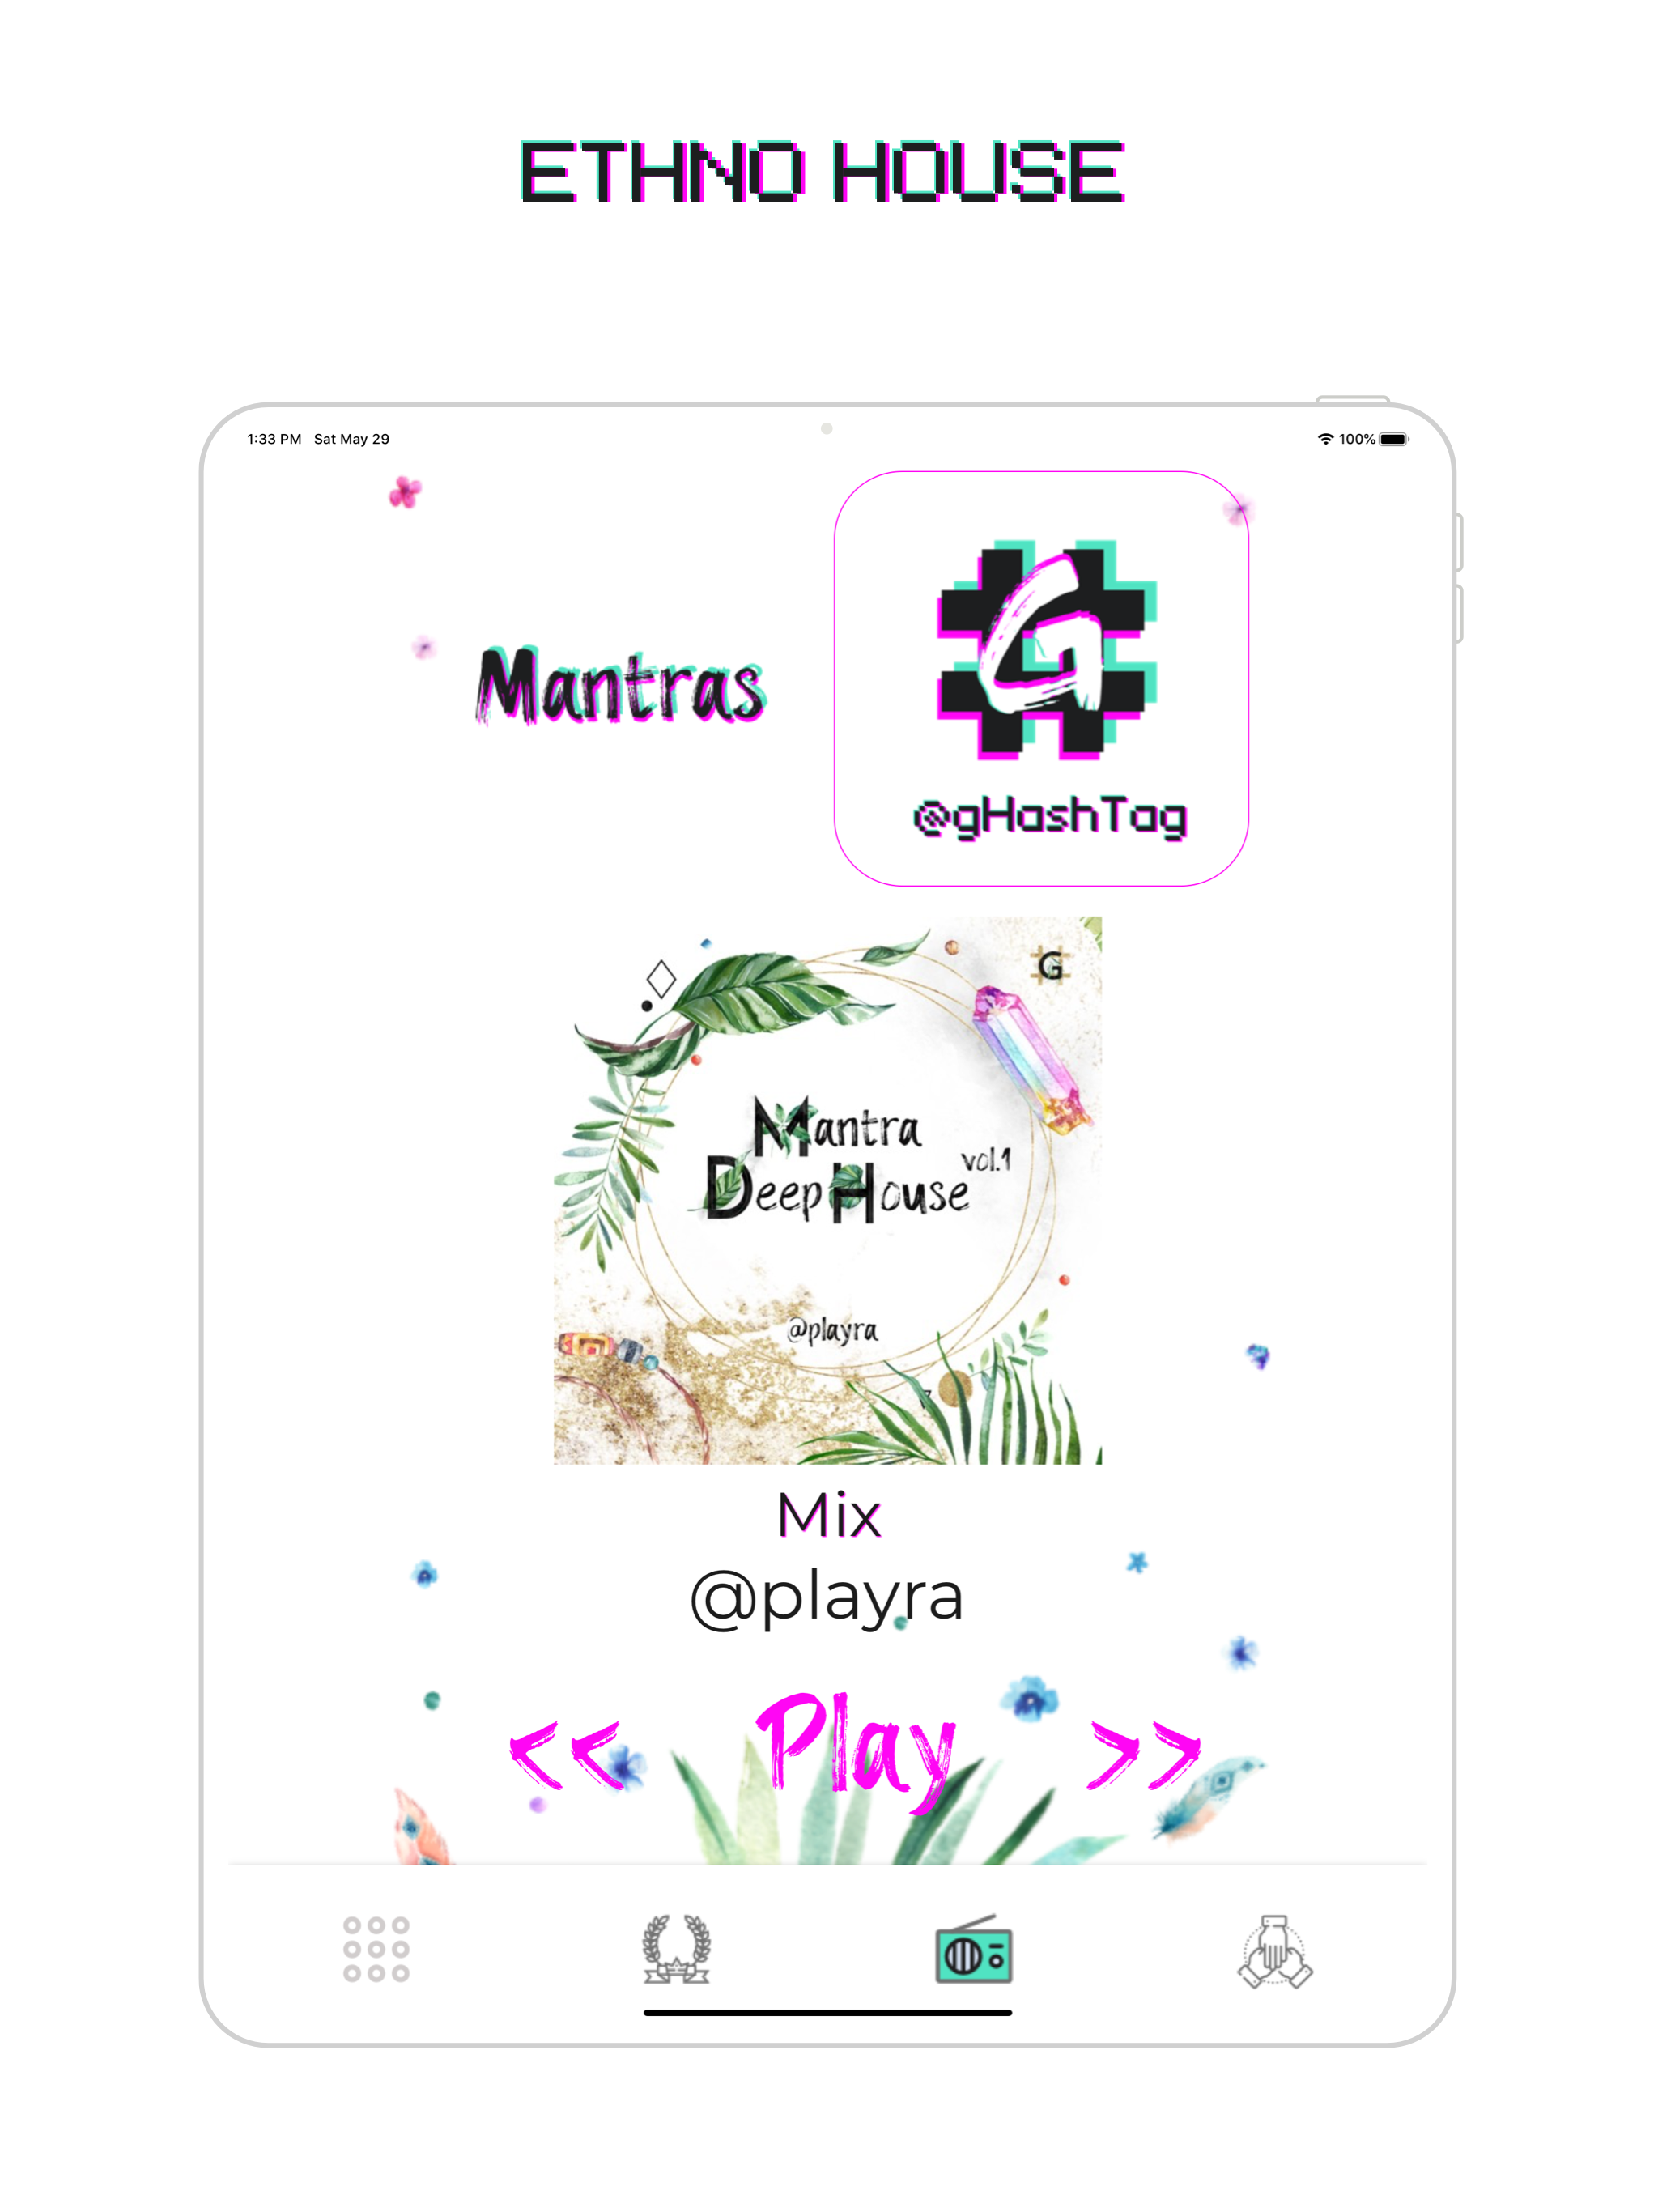 ETHNO HOUSE
1:33 PM Sat May 29
100%
Mantras
G
@gHashTag
G
Mantra
Deep House vol.1
@playra
Mix
@playra
<< Play >>